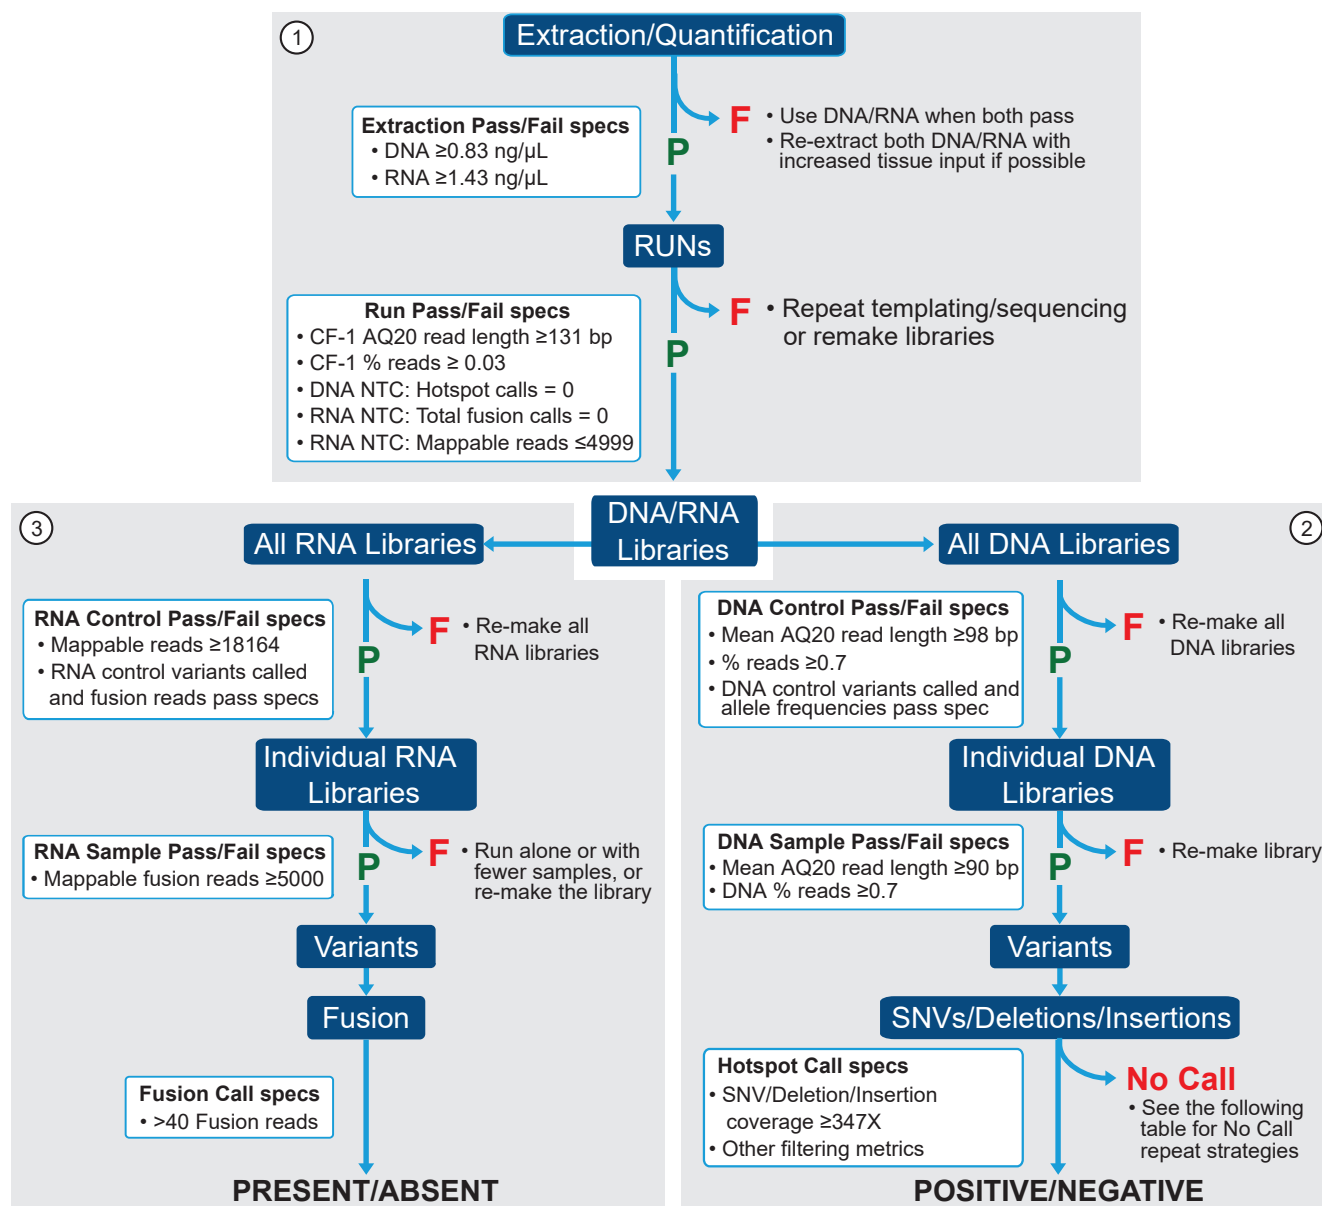 1
Extraction/Quantification
Extraction Pass/Fail specs
• DNA ≥0.83 ng/µL
• RNA ≥1.43 ng/µL
F
• Use DNA/RNA when both pass
• Re-extract both DNA/RNA with
increased tissue input if possible
P
RUNs
Run Pass/Fail specs
• CF-1 AQ20 read length ≥131 bp
• CF-1 % reads ≥ 0.03
• DNA NTC: Hotspot calls = 0
• RNA NTC: Total fusion calls = 0
• RNA NTC: Mappable reads ≤4999
F
• Repeat templating/sequencing
or remake libraries
P
DNA/RNA
Libraries
3
All RNA Libraries
RNA Control Pass/Fail specs
• Mappable reads ≥18164
• RNA control variants called
and fusion reads pass specs
F
• Re-make all
RNA libraries
P
Individual RNA
Libraries
RNA Sample Pass/Fail specs
• Mappable fusion reads ≥5000
P
F
• Run alone or with
fewer samples, or
re-make the library
Variants
Fusion
Fusion Call specs
• >40 Fusion reads
PRESENT/ABSENT
2
All DNA Libraries
DNA Control Pass/Fail specs
• Mean AQ20 read length ≥98 bp
• % reads ≥0.7
• DNA control variants called and
allele frequencies pass spec
F
• Re-make all
DNA libraries
P
Individual DNA
Libraries
DNA Sample Pass/Fail specs
• Mean AQ20 read length ≥90 bp
• DNA % reads ≥0.7
P
F
• Re-make library
Variants
SNVs/Deletions/Insertions
Hotspot Call specs
• SNV/Deletion/Insertion
coverage ≥347X
• Other filtering metrics
No Call
• See the following
table for No Call
repeat strategies
POSITIVE/NEGATIVE